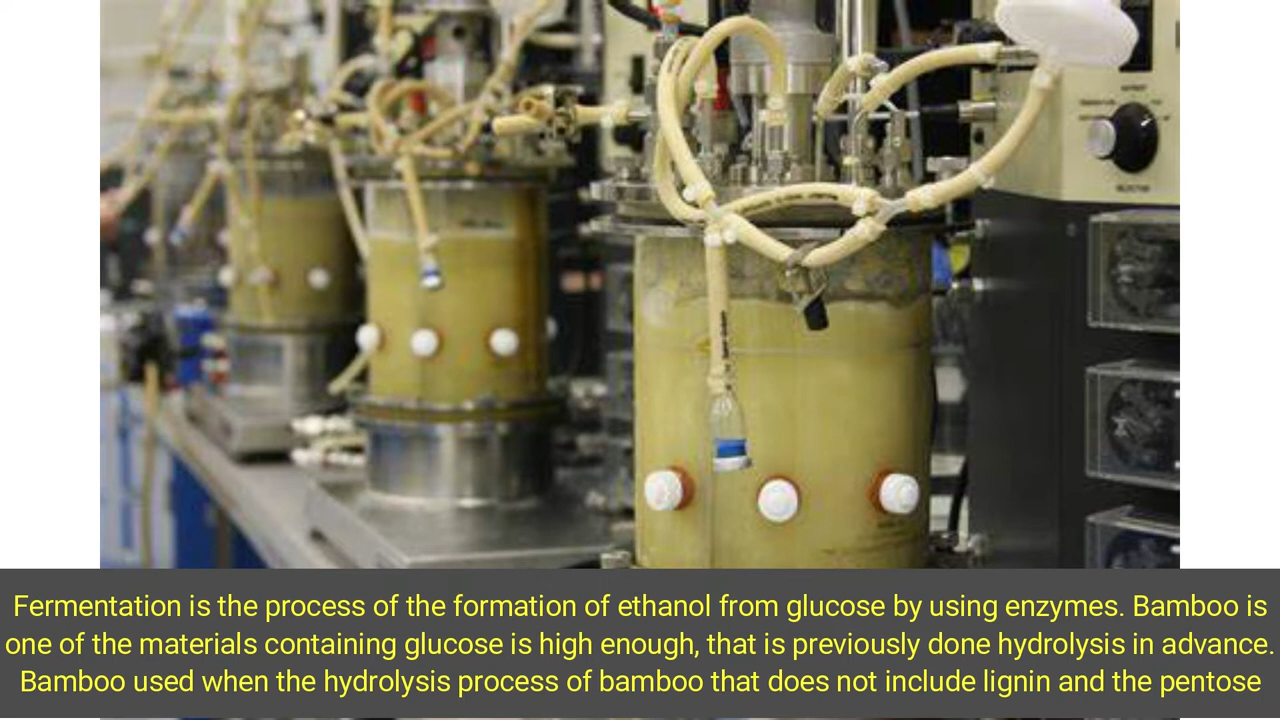 Fermentation is the process of the formation of ethanol from glucose by using enzymes. Bamboo is
one of the materials containing glucose is high enough, that is previously done hydrolysis in advance.
Bamboo used when the hydrolysis process of bamboo that does not include lignin and the pentose